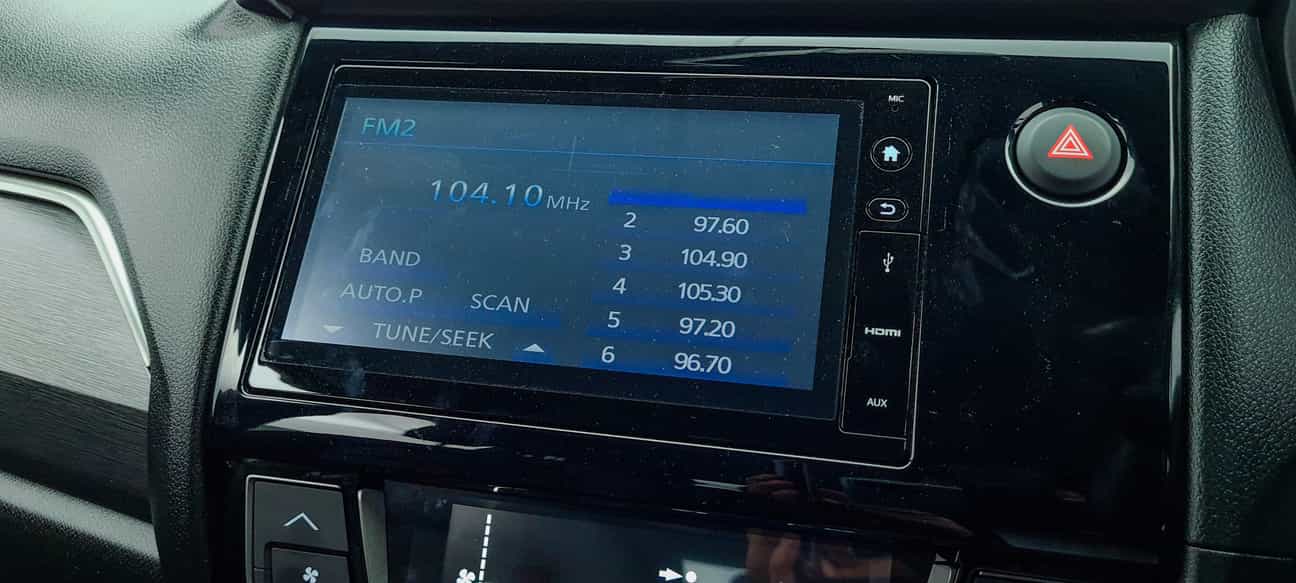 FM2
104.10 MHz
2 97.60
3 104.90
4 105.30
5 97.20
6 96.70
BAND
AUTO.P SCAN
TUNE/SEEK
MIC
HDMI
AUX